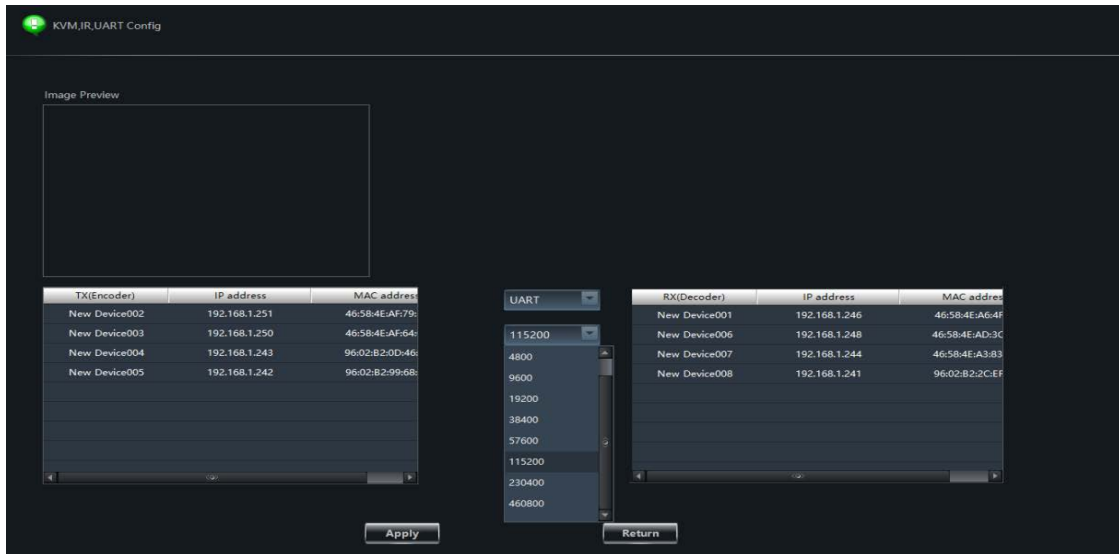 KVM,IR,UART Config
Image Preview
TX(Encoder) IP address MAC address
New Device002 192.168.1.251 46:58:4E:AF:79:
New Device003 192.168.1.250 46:58:4E:AF:64:
New Device004 192.168.1.243 96:02:B2:0D:46:
New Device005 192.168.1.242 96:02:B2:99:68:
UART
115200
4800
9600
19200
38400
57600
115200
230400
460800
RX(Decoder) IP address MAC addres
New Device001 192.168.1.246 46:58:4E:A6:4F
New Device006 192.168.1.248 46:58:4E:AD:3C
New Device007 192.168.1.244 46:58:4E:A3:83
New Device008 192.168.1.241 96:02:B2:2C:EF
Apply Return